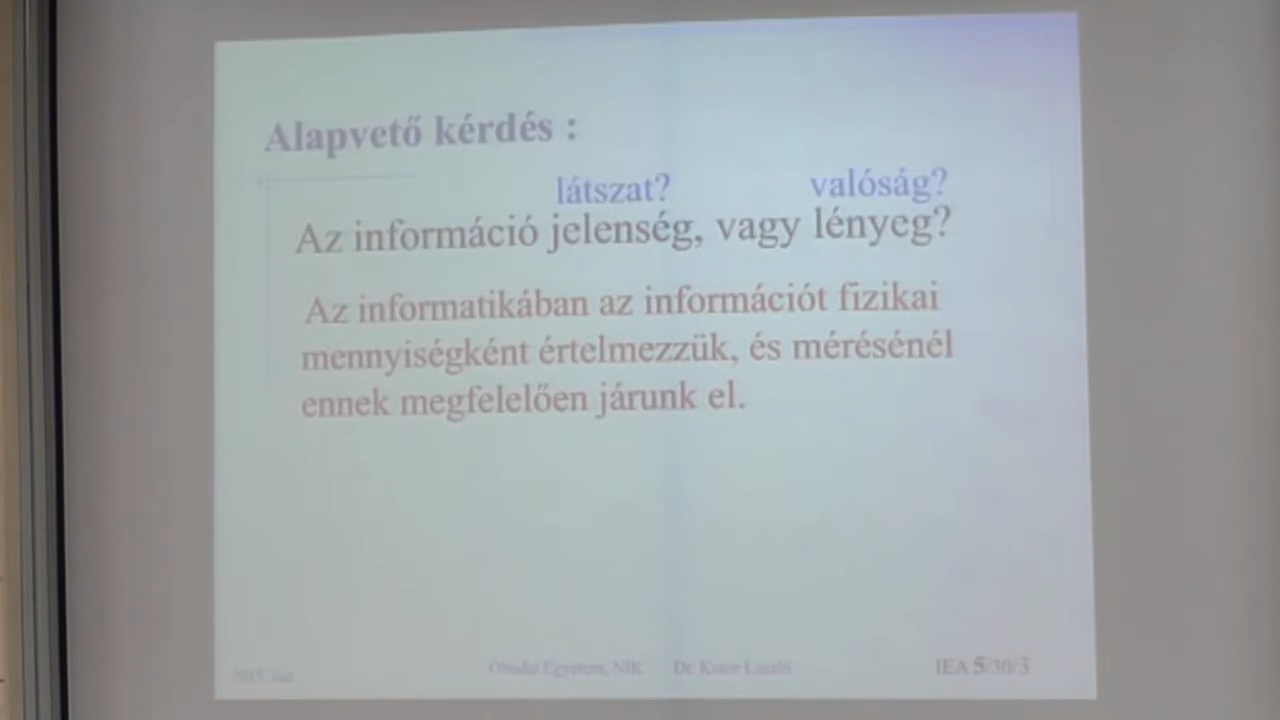 Alapvető kérdés :
látszat? valóság?
Az információ jelenség, vagy lényeg?
Az informatikában az információt fizikai
mennyiségként értelmezzük, és mérésénél
ennek megfelelően járunk el.
Óbudai Egyetem, NIK Dr. Kutor László IEA 5/30/3